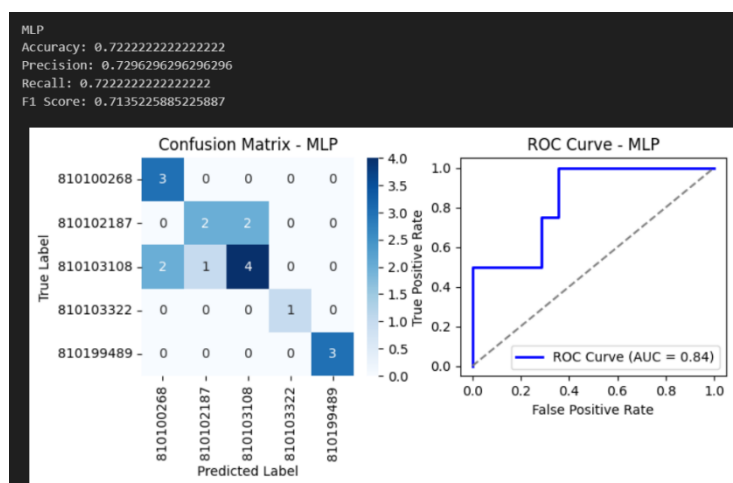 MLP
Accuracy: 0.7222222222222222
Precision: 0.7296296296296296
Recall: 0.7222222222222222
F1 Score: 0.7135225885225887
Confusion Matrix - MLP
True Label
810100268 3 0 0 0 0
810102187 0 2 2 0 0
810103108 2 1 4 0 0
810103322 0 0 0 1 0
810199489 0 0 0 0 3
810100268 810102187 810103108 810103322 810199489
Predicted Label
4.0
3.5
3.0
2.5
2.0
1.5
1.0
0.5
0.0
ROC Curve - MLP
True Positive Rate
1.0
0.8
0.6
0.4
0.2
0.0
ROC Curve (AUC = 0.84)
0.0 0.2 0.4 0.6 0.8 1.0
False Positive Rate